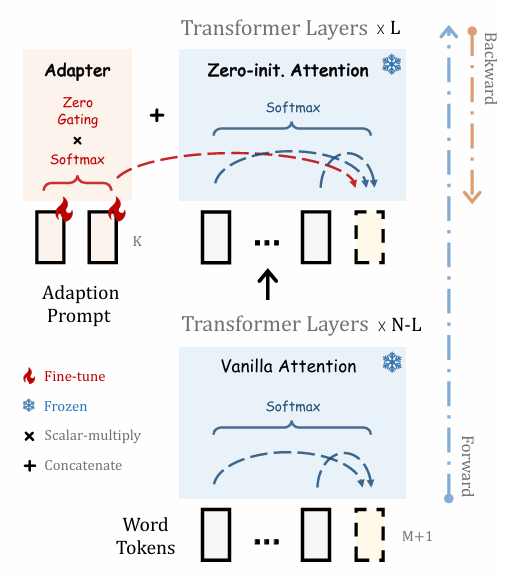 Transformer Layers x L
Adapter
Zero
Gating
×
Softmax
+
Zero-init. Attention
Softmax
Backward
K
...
Adaption
Prompt
Transformer Layers x N-L
Vanilla Attention
Softmax
Fine-tune
Frozen
× Scalar-multiply
+ Concatenate
Forward
Word
Tokens
...
M+1